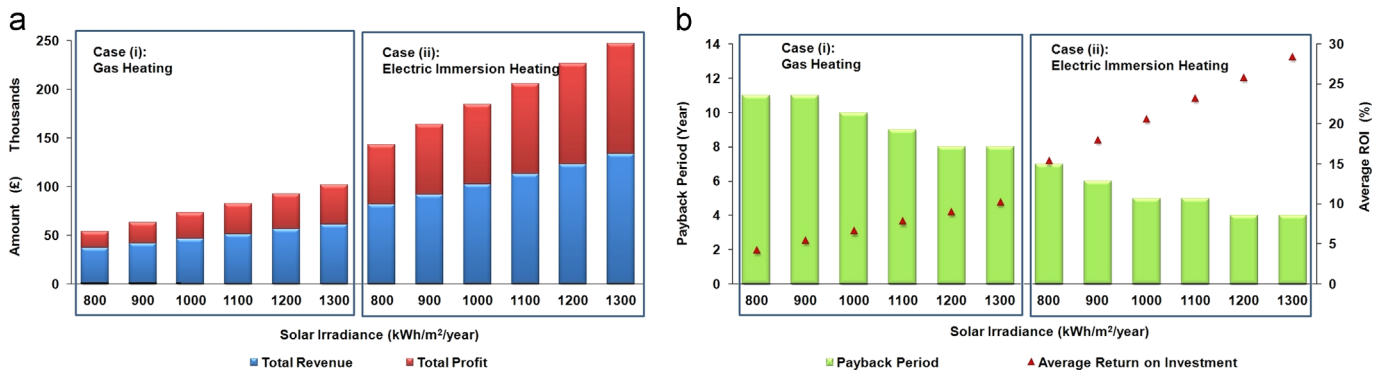 a
Amount (£) Thousands
250
200
150
100
50
0
Case (i):
Gas Heating
Case (ii):
Electric Immersion Heating
800 900 1000 1100 1200 1300 800 900 1000 1100 1200 1300
Solar Irradiance (kWh/m²/year)
Total Revenue Total Profit
b
Payback Period (Year)
14
12
10
8
6
4
2
0
Case (i):
Gas Heating
Case (ii):
Electric Immersion Heating
30
25
20
15
10
5
0
Average ROI (%)
800 900 1000 1100 1200 1300 800 900 1000 1100 1200 1300
Solar Irradiance (kWh/m²/year)
Payback Period Average Return on Investment